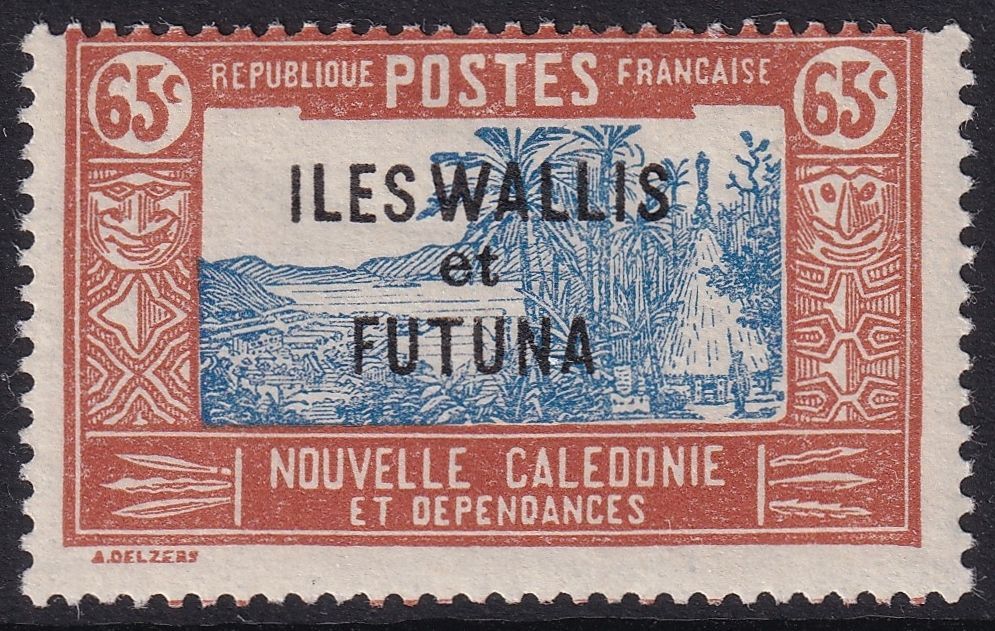 65c REPUBLIQUE POSTES FRANCAISE 65c
ILES WALLIS
et
FUTUNA
NOUVELLE CALEDONIE
ET DEPENDANCES
A.DELZERS